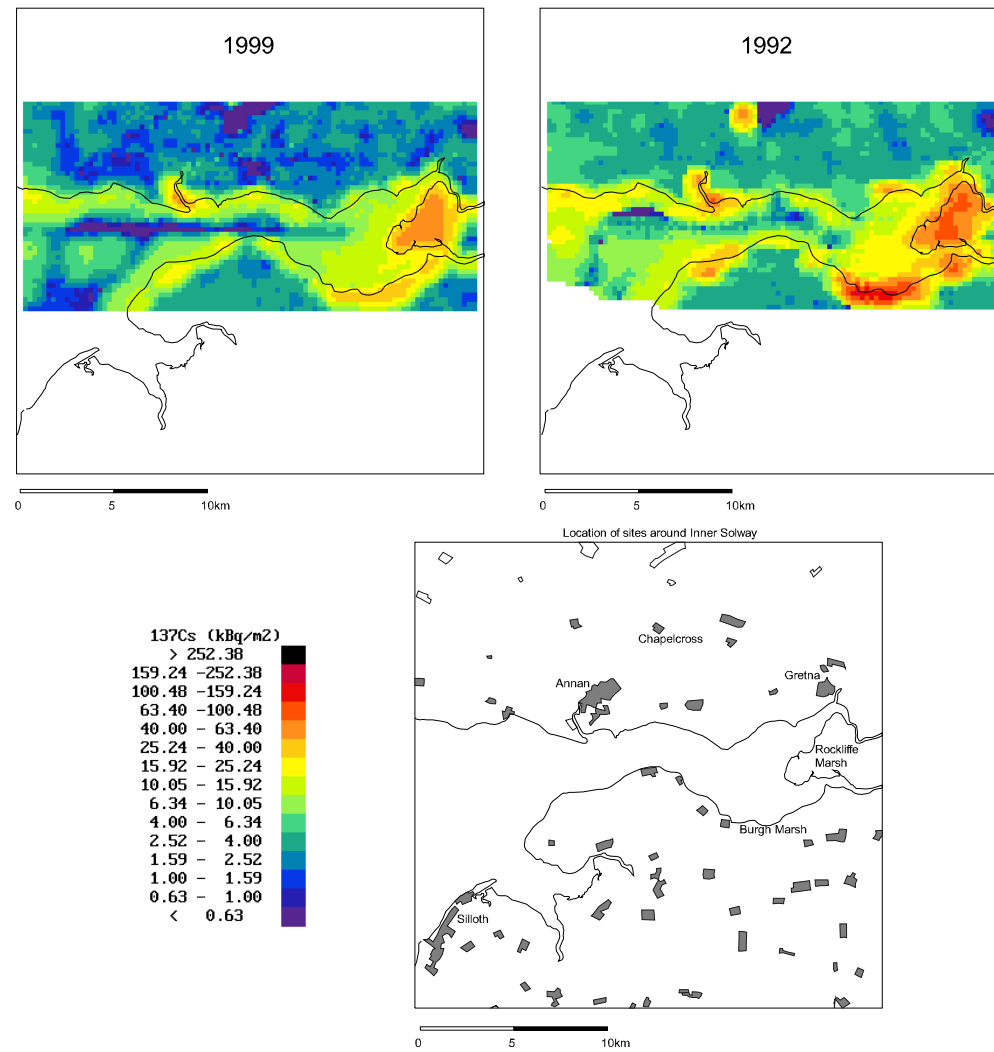 1999
1992
0 5 10km
0 5 10km
Location of sites around Inner Solway
137Cs (kBq/m2)
> 252.38
159.24 -252.38
100.48 -159.24
63.40 -100.48
40.00 - 63.40
25.24 - 40.00
15.92 - 25.24
10.05 - 15.92
6.34 - 10.05
4.00 - 6.34
2.52 - 4.00
1.59 - 2.52
1.00 - 1.59
0.63 - 1.00
< 0.63
Chapelcross
Annan
Gretna
Rockliffe
Marsh
Burgh Marsh
Silloth
0 5 10km